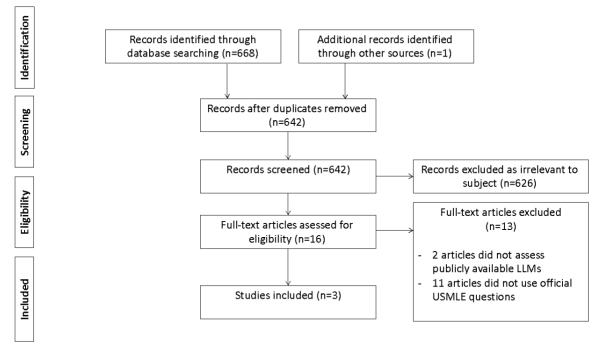 Identification
Records identified through
database searching (n=668)
Additional records identified
through other sources (n=1)
Screening
Records after duplicates removed
(n=642)
Records screened (n=642)
Records excluded as irrelevant to
subject (n=626)
Eligibility
Full-text articles assessed for
eligibility (n=16)
Full-text articles excluded
(n=13)
- 2 articles did not assess
publicly available LLMs
- 11 articles did not use official
USMLE questions
Included
Studies included (n=3)